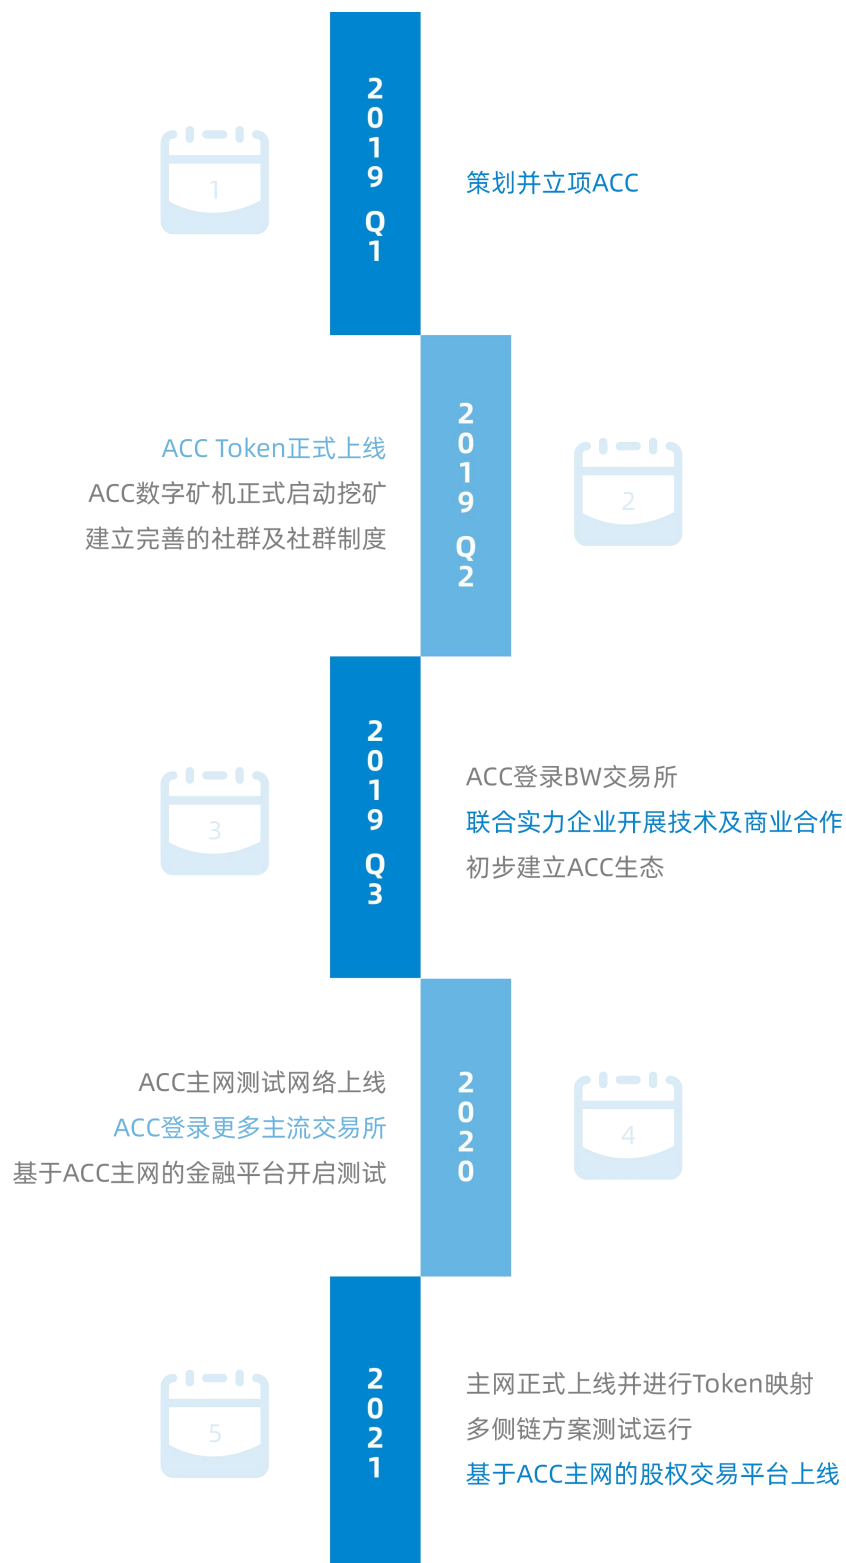 2019 Q1
1
策划并立项ACC
2019 Q2
ACC Token正式上线
ACC数字矿机正式启动挖矿
建立完善的社群及社群制度
2
2019 Q3
3
ACC登录BW交易所
联合实力企业开展技术及商业合作
初步建立ACC生态
2020
ACC主网测试网络上线
ACC登录更多主流交易所
基于ACC主网的金融平台开启测试
4
2021
5
主网正式上线并进行Token映射
多侧链方案测试运行
基于ACC主网的股权交易平台上线